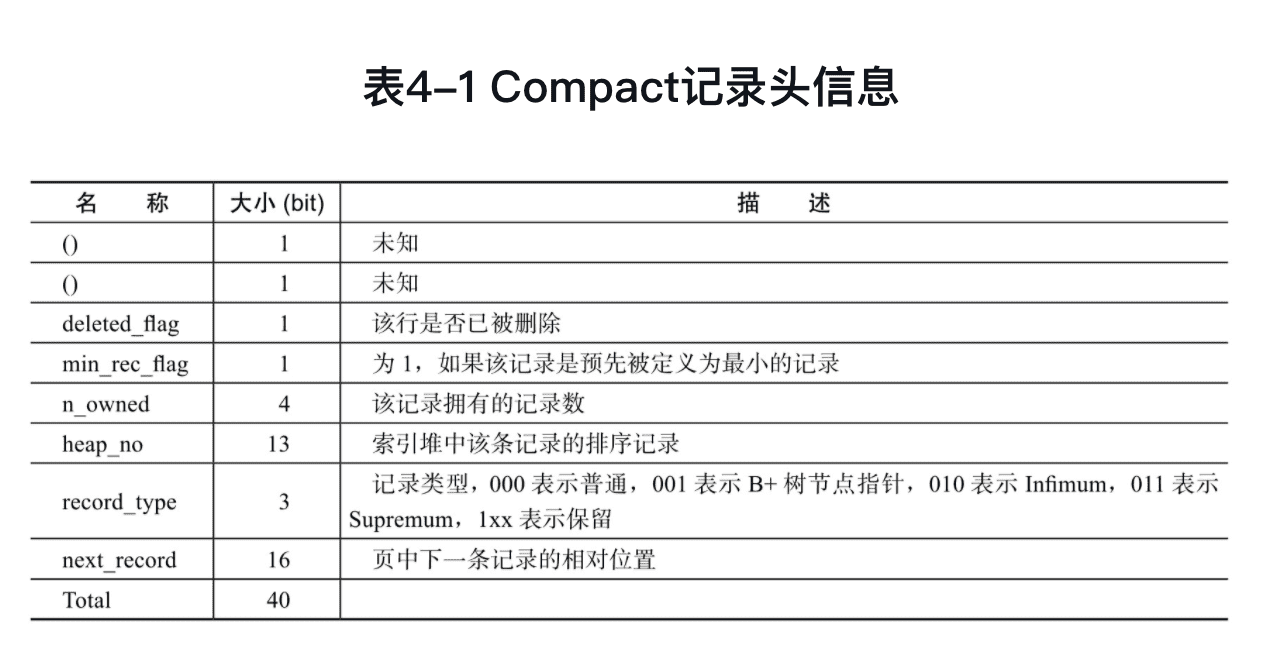 表4-1 Compact记录头信息
名 称 大小 (bit) 描 述
() 1 未知
() 1 未知
deleted_flag 1 该行是否已被删除
min_rec_flag 1 为 1，如果该记录是预先被定义为最小的记录
n_owned 4 该记录拥有的记录数
heap_no 13 索引堆中该条记录的排序记录
record_type 3 记录类型，000 表示普通，001 表示 B+ 树节点指针，010 表示 Infimum，011 表示
Supremum，1xx 表示保留
next_record 16 页中下一条记录的相对位置
Total 40